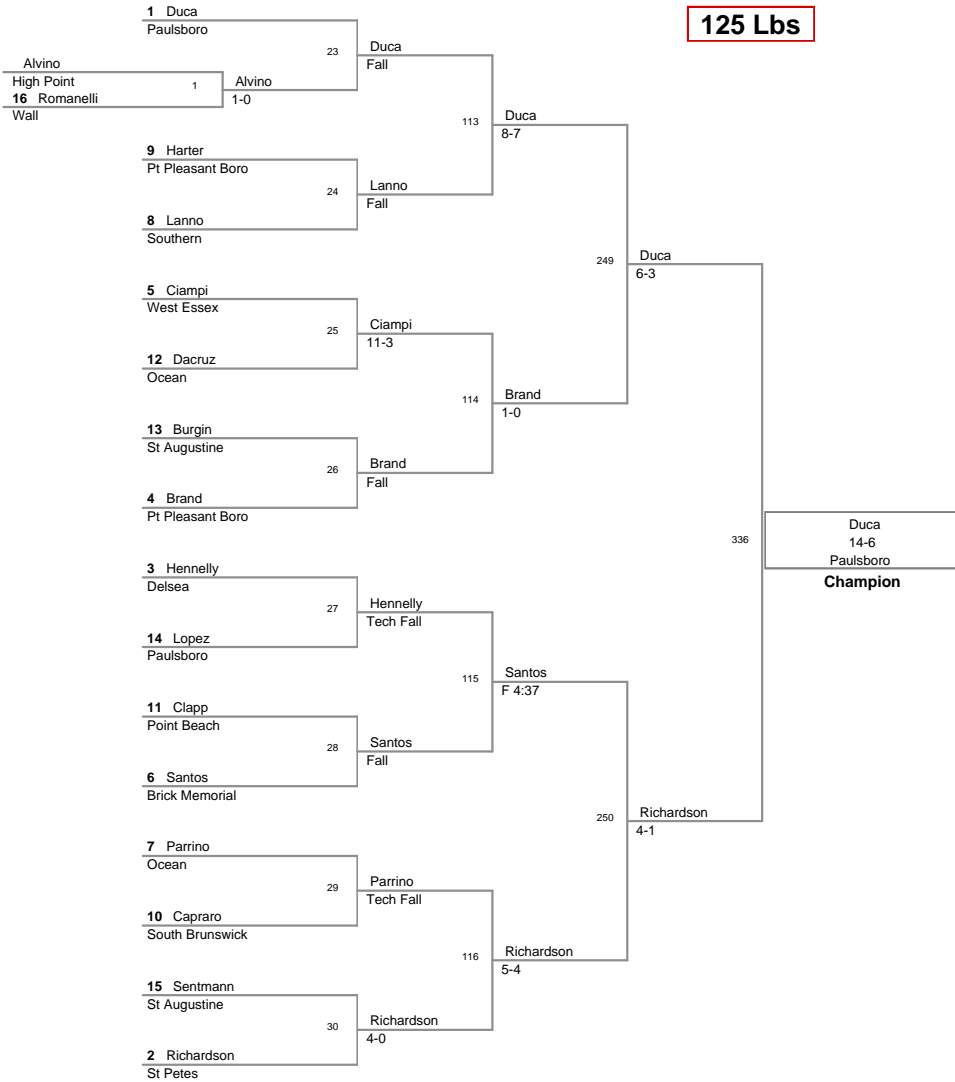 125 Lbs
1 Duca
Paulsboro
Alvino
High Point
1
16 Romanelli
Wall
Alvino
1-0
23
Duca
Fall
9 Harter
Pt Pleasant Boro
24
8 Lanno
Southern
Lanno
Fall
113
Duca
8-7
5 Ciampi
West Essex
25
12 Dacruz
Ocean
Ciampi
11-3
13 Burgin
St Augustine
26
4 Brand
Pt Pleasant Boro
Brand
Fall
114
Brand
1-0
249
Duca
6-3
3 Hennelly
Delsea
27
14 Lopez
Paulsboro
Hennelly
Tech Fall
11 Clapp
Point Beach
28
6 Santos
Brick Memorial
Santos
Fall
115
Santos
F 4:37
7 Parrino
Ocean
29
10 Capraro
South Brunswick
Parrino
Tech Fall
15 Sentmann
St Augustine
30
2 Richardson
St Petes
Richardson
4-0
116
Richardson
5-4
250
Richardson
4-1
336
Duca
14-6
Paulsboro
Champion